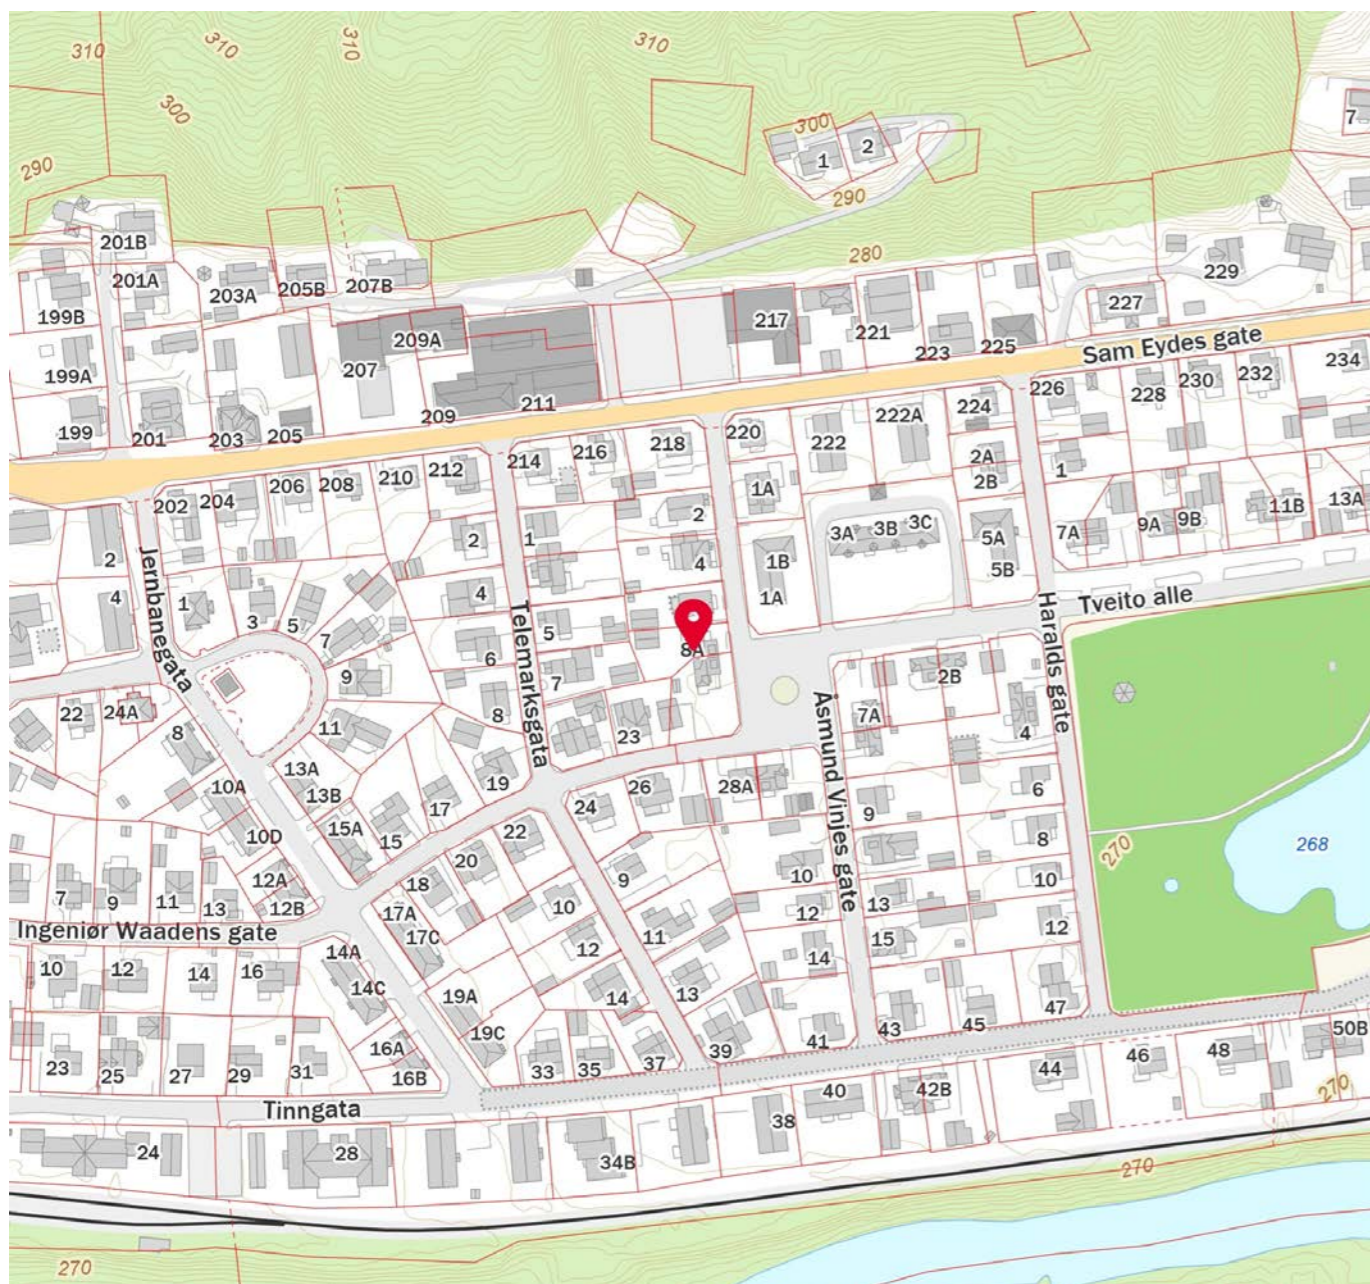 310
310
310
310
300
300
1
2
7
290
290
280
201B
201A
203A
205B
207B
229
199B
227
209A
217
221
223
225
Sam Eydes gate
199A
207
234
232
230
228
226
224
222A
209
211
199
201
203
205
220
222
218
216
214
212
210
208
206
204
202
2A
2B
1
1A
2
1
2
3A
3B
3C
5A
5B
7A
9A
9B
11B
13A
2
4
4
1B
1A
Jernbanegata
Telemarksgata
Haralds gate
Tveito alle
4
1
3
5
7
5
6
8A
2B
9
7
8
22
24A
8
11
23
Åsmund Vinjes gate
7A
4
13A
13B
10A
10D
19
17
15A
15
28A
26
24
22
20
18
6
8
9
10
270
268
7
9
11
13
12A
12B
17A
17C
10
9
10
12
13
12
Ingeniør Waadens gate
14A
14C
12
11
14
15
10
12
14
16
19A
19C
14
13
47
16A
16B
23
25
27
29
31
33
35
37
39
41
43
45
50B
48
46
44
42B
40
38
Tinngata
24
28
34B
270
270
270